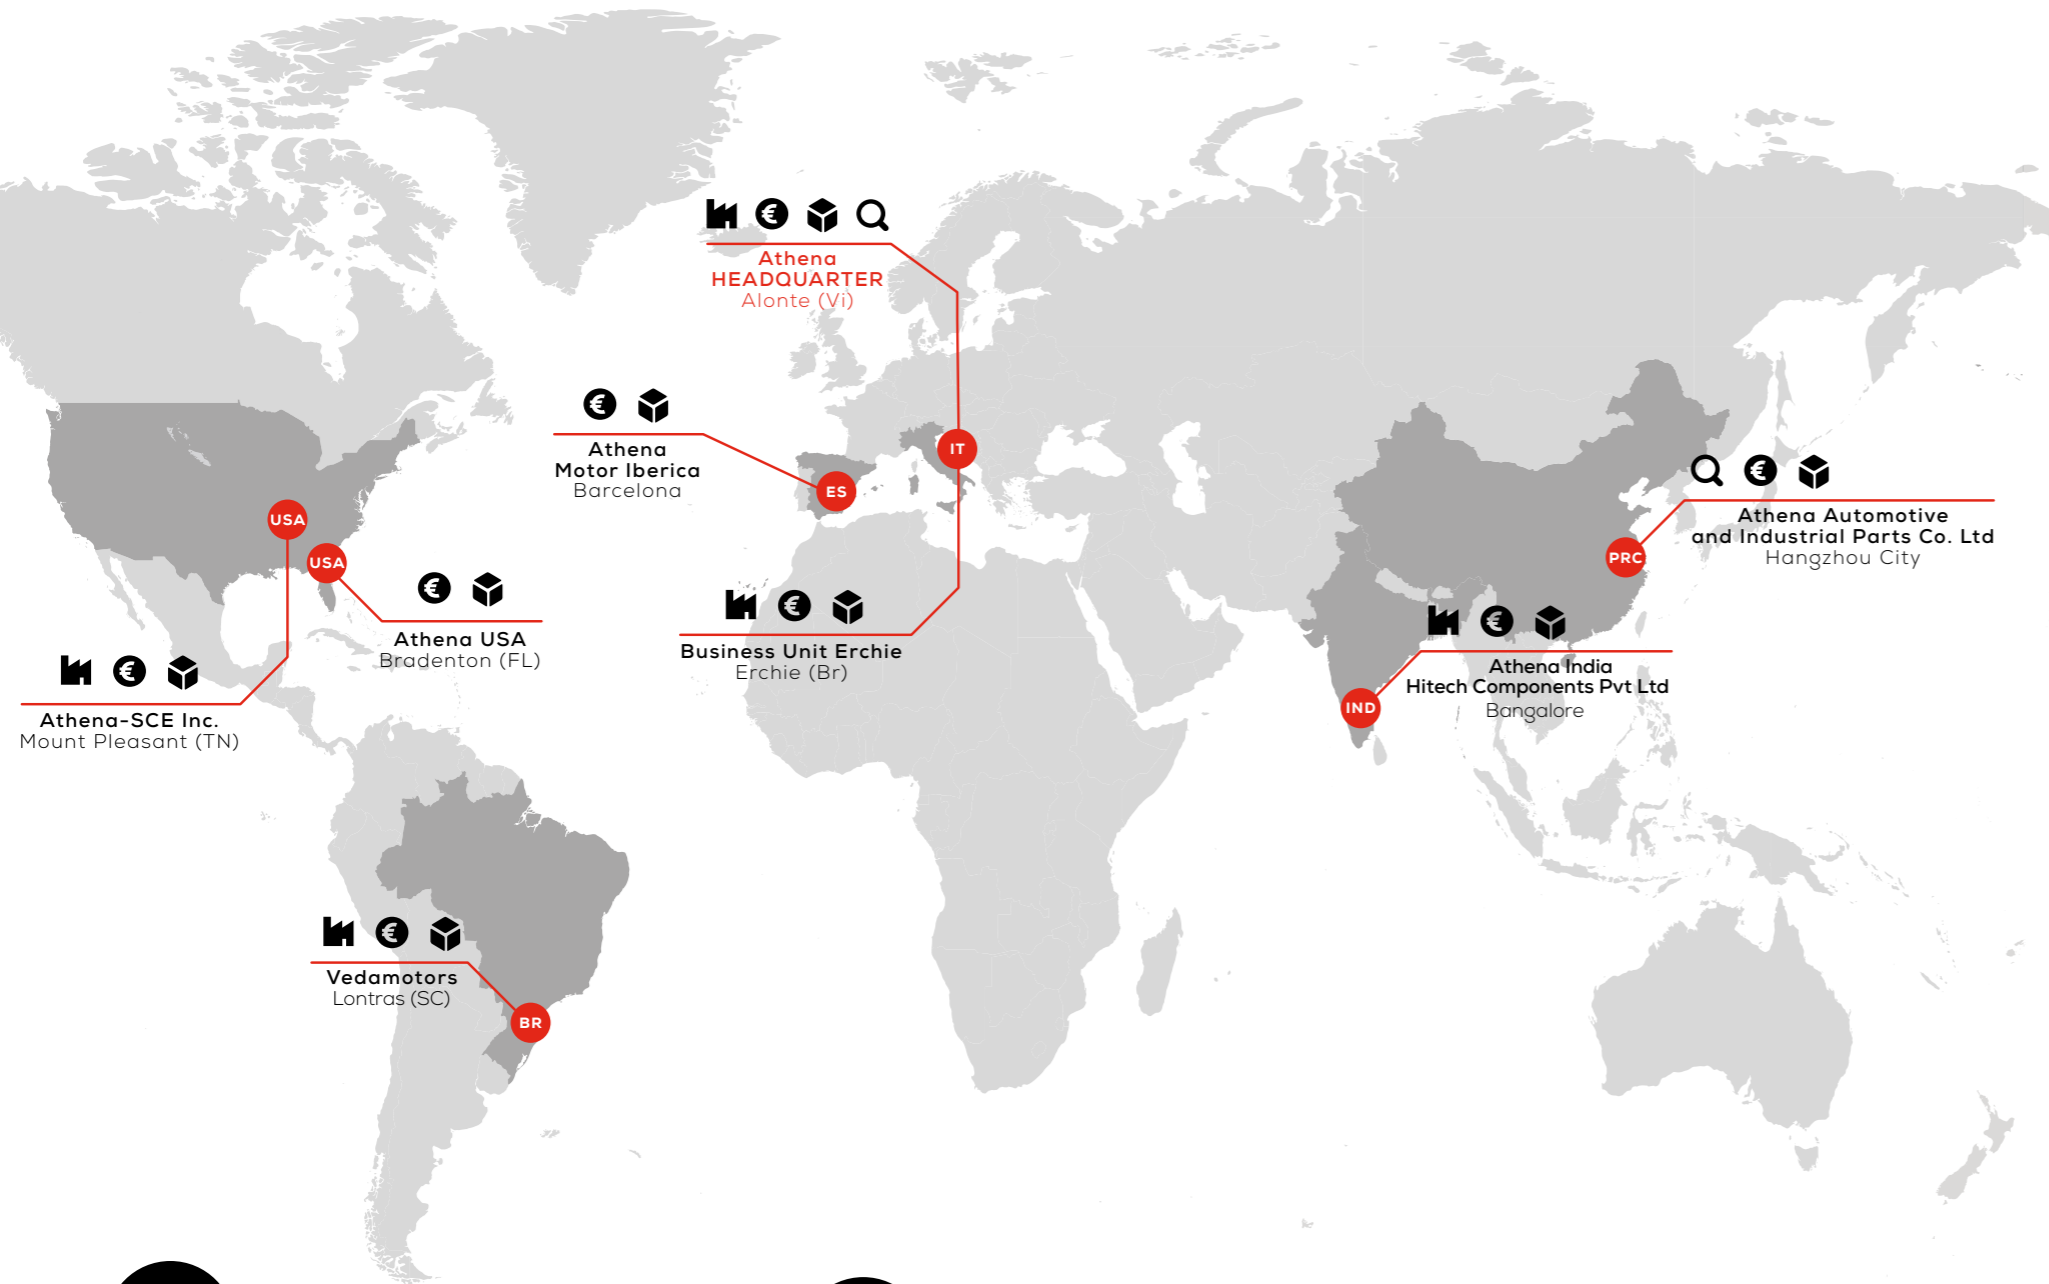 Athena
HEADQUARTER
Alonte (Vi)
IT
Athena
Motor Iberica
Barcelona
ES
USA
USA
Athena USA
Bradenton (FL)
Athena-SCE Inc.
Mount Pleasant (TN)
Business Unit Erchie
Erchie (Br)
Athena Automotive
and Industrial Parts Co. Ltd
Hangzhou City
PRC
Athena India
Hitech Components Pvt Ltd
Bangalore
IND
Vedamotors
Lontras (SC)
BR